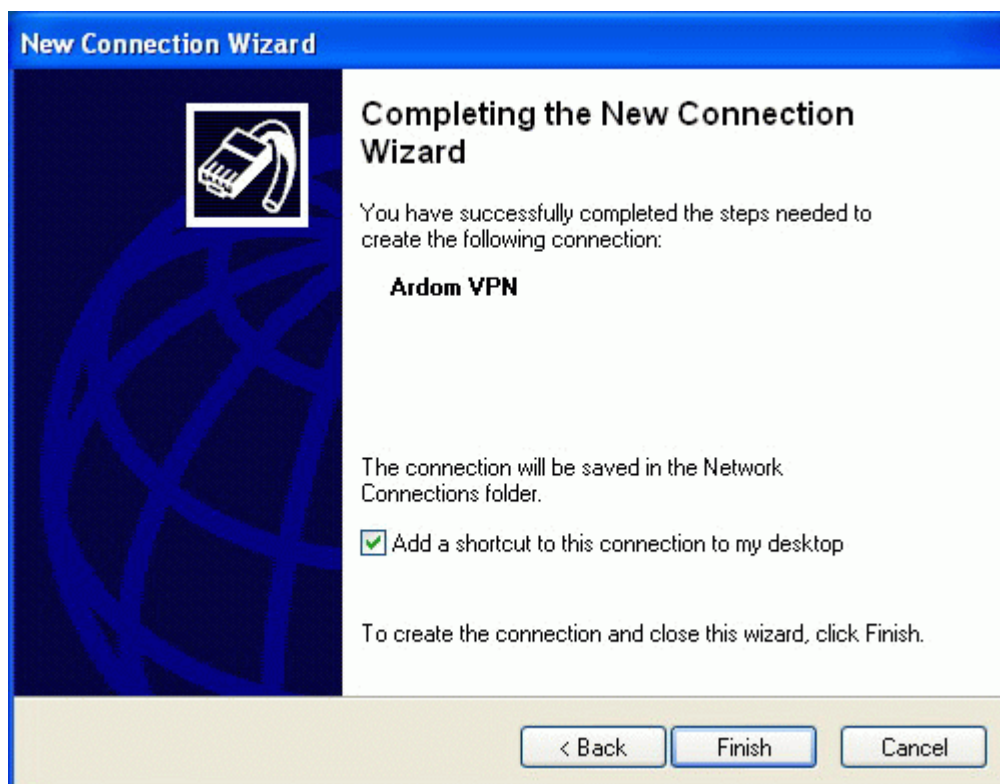 New Connection Wizard
Completing the New Connection
Wizard
You have successfully completed the steps needed to
create the following connection:
Ardom VPN
The connection will be saved in the Network
Connections folder.
Add a shortcut to this connection to my desktop
To create the connection and close this wizard, click Finish.
< Back Finish Cancel